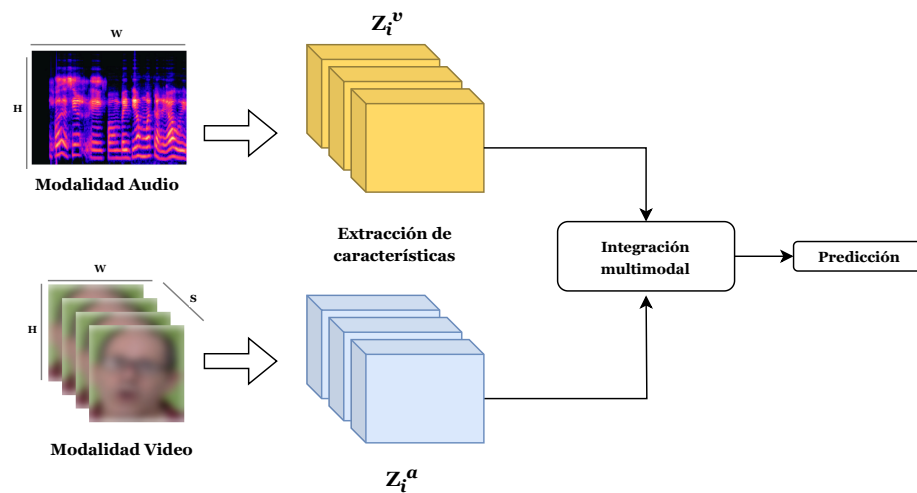 W
H
Modalidad Audio
Z_i^v
Extracción de
características
Integración
multimodal
Predicción
W
S
H
Modalidad Video
Z_i^a